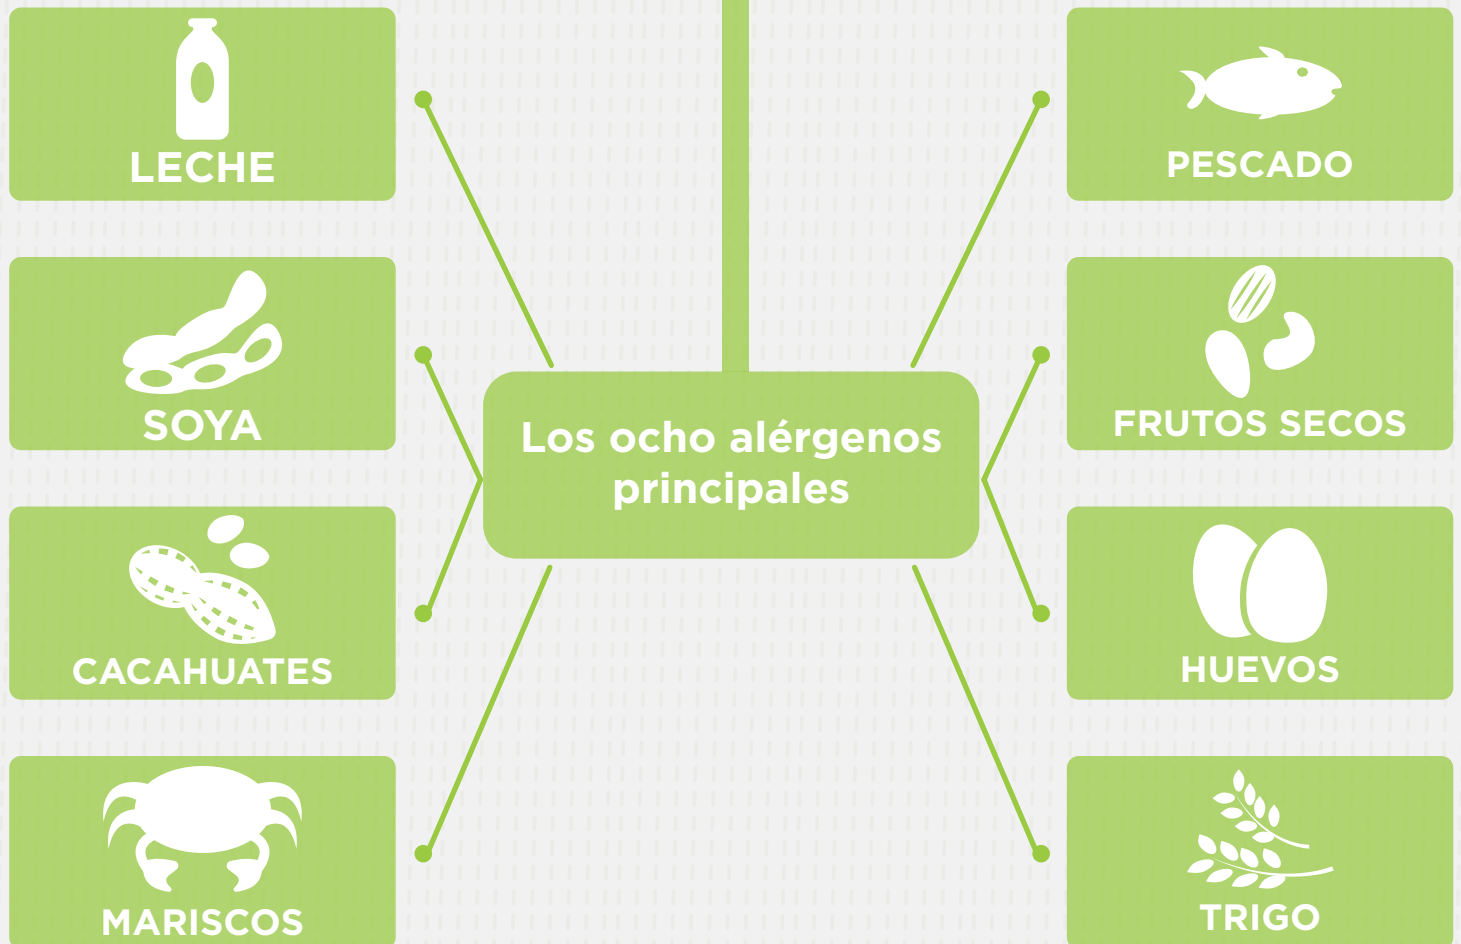 LECHE
PESCADO
SOYA
FRUTOS SECOS
Los ocho alérgenos
principales
CACAHUATES
HUEVOS
MARISCOS
TRIGO